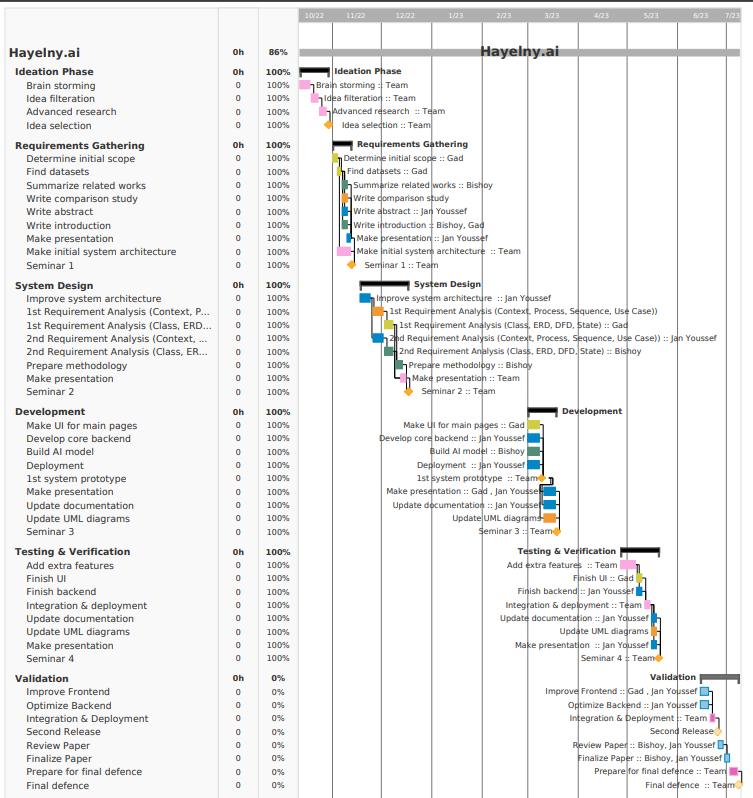 10/22 11/22 12/22 1/23 2/23 3/23 4/23 5/23 6/23 7/23
Hayelny.ai 0h 86% Hayelny.ai
Ideation Phase 0h 100% Ideation Phase
Brain storming 0 100% Brain storming :: Team
Idea filteration 0 100% Idea filteration :: Team
Advanced research 0 100% Advanced research :: Team
Idea selection 0 100% Idea selection :: Team
Requirements Gathering 0h 100% Requirements Gathering
Determine initial scope 0 100% Determine initial scope :: Gad
Find datasets 0 100% Find datasets :: Gad
Summarize related works 0 100% Summarize related works :: Bishoy
Write comparison study 0 100% Write comparison study
Write abstract 0 100% Write abstract :: Jan Youssef
Write introduction 0 100% Write introduction :: Bishoy, Gad
Make presentation 0 100% Make presentation :: Jan Youssef
Make initial system architecture 0 100% Make initial system architecture :: Team
Seminar 1 0 100% Seminar 1 :: Team
System Design 0h 100% System Design
Improve system architecture 0 100% Improve system architecture :: Jan Youssef
1st Requirement Analysis (Context, P... 0 100% 1st Requirement Analysis (Context, Process, Sequence, Use Case))
1st Requirement Analysis (Class, ERD... 0 100% 1st Requirement Analysis (Class, ERD, DFD, State) :: Gad
2nd Requirement Analysis (Context, ... 0 100% 2nd Requirement Analysis (Context, Process, Sequence, Use Case)) :: Jan Youssef
2nd Requirement Analysis (Class, ER... 0 100% 2nd Requirement Analysis (Class, ERD, DFD, State) :: Bishoy
Prepare methodology 0 100% Prepare methodology :: Bishoy
Make presentation 0 100% Make presentation :: Team
Seminar 2 0 100% Seminar 2 :: Team
Development 0h 100% Development
Make UI for main pages 0 100% Make UI for main pages :: Gad
Develop core backend 0 100% Develop core backend :: Jan Youssef
Build AI model 0 100% Build AI model :: Bishoy
Deployment 0 100% Deployment :: Jan Youssef
1st system prototype 0 100% 1st system prototype :: Team
Make presentation 0 100% Make presentation :: Gad , Jan Youssef
Update documentation 0 100% Update documentation :: Jan Youssef
Update UML diagrams 0 100% Update UML diagrams
Seminar 3 0 100% Seminar 3 :: Team
Testing & Verification 0h 100% Testing & Verification
Add extra features 0 100% Add extra features :: Team
Finish UI 0 100% Finish UI :: Gad
Finish backend 0 100% Finish backend :: Jan Youssef
Integration & deployment 0 100% Integration & deployment :: Team
Update documentation 0 100% Update documentation :: Jan Youssef
Update UML diagrams 0 100% Update UML diagrams
Make presentation 0 100% Make presentation :: Jan Youssef
Seminar 4 0 100% Seminar 4 :: Team
Validation 0h 0% Validation
Improve Frontend 0 0% Improve Frontend :: Gad , Jan Youssef
Optimize Backend 0 0% Optimize Backend :: Jan Youssef
Integration & Deployment 0 0% Integration & Deployment :: Team
Second Release 0 0% Second Release
Review Paper 0 0% Review Paper :: Bishoy, Jan Youssef
Finalize Paper 0 0% Finalize Paper :: Bishoy, Jan Youssef
Prepare for final defence 0 0% Prepare for final defence :: Team
Final defence 0 0% Final defence :: Team